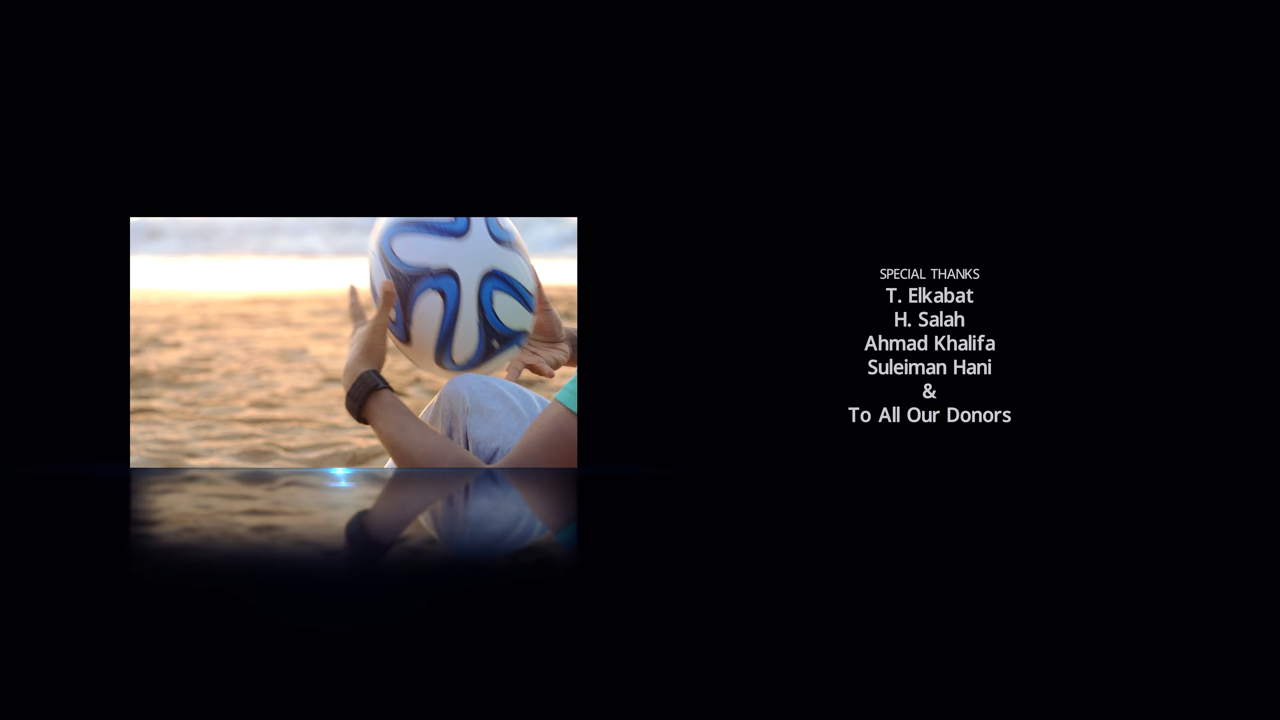 SPECIAL THANKS
T. Elkabat
H. Salah
Ahmad Khalifa
Suleiman Hani
&
To All Our Donors